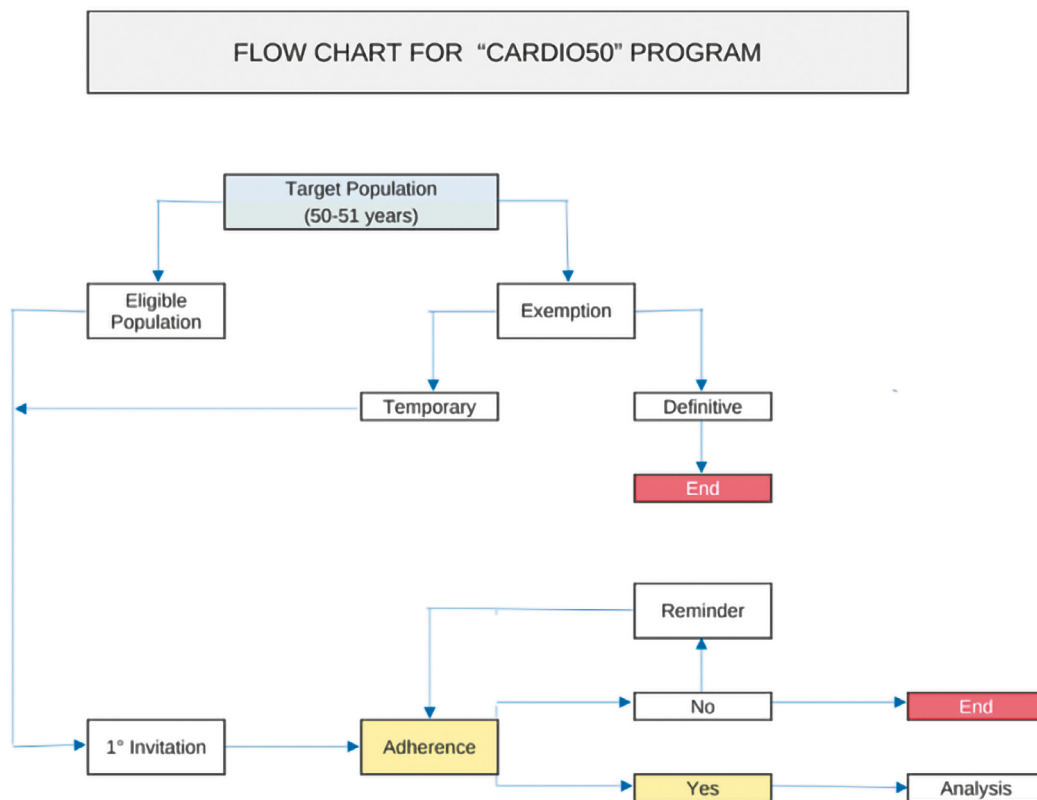 FLOW CHART FOR “CARDIO50” PROGRAM
Target Population
(50-51 years)
Eligible
Population
Exemption
Temporary
Definitive
End
Reminder
No
End
1° Invitation
Adherence
Yes
Analysis